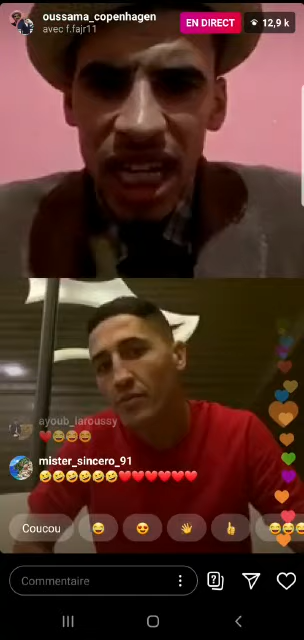 oussama_copenhagen
avec f.fajr11
EN DIRECT
12,9 k
ayoub_laroussy
mister_sincero_91
Coucou
Commentaire